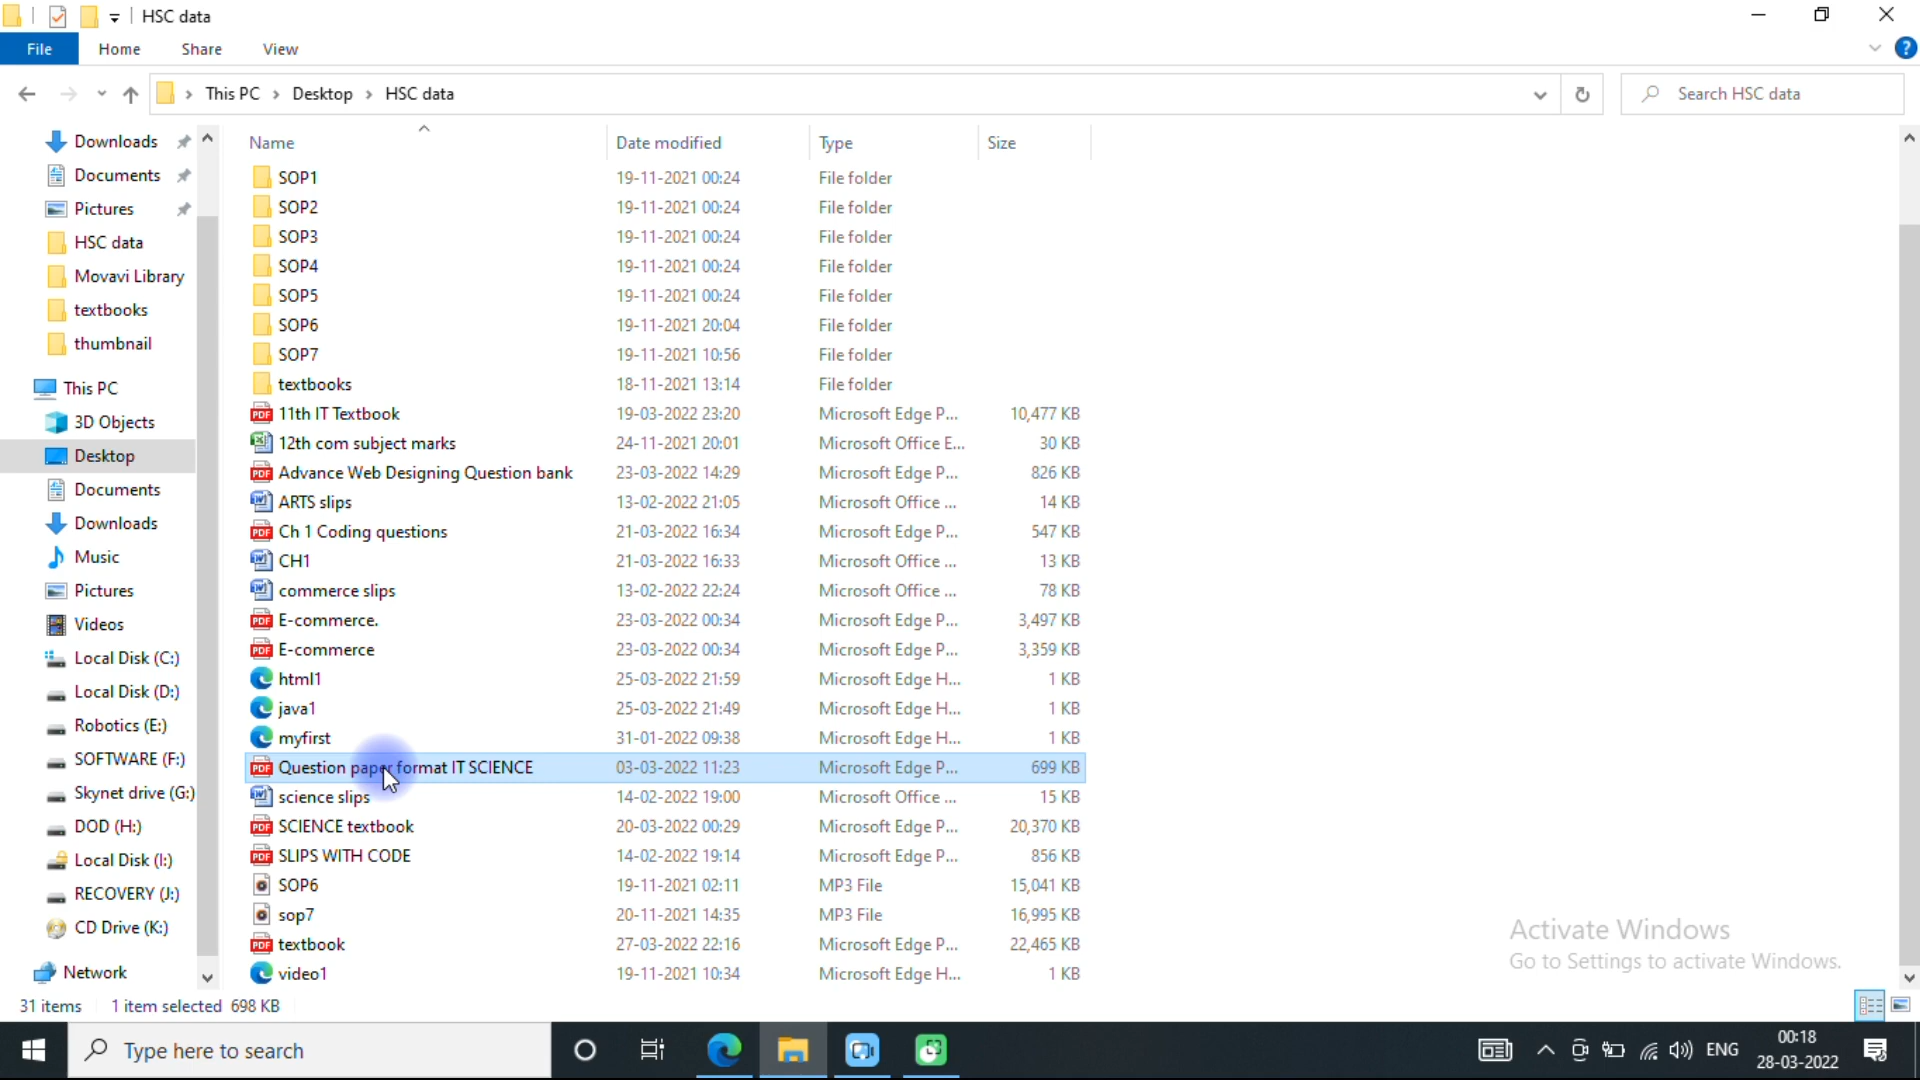 HSC data
File Home Share View
This PC > Desktop > HSC data
Search HSC data
Downloads
Documents
Pictures
HSC data
Movavi Library
textbooks
thumbnail
This PC
3D Objects
Desktop
Documents
Downloads
Music
Pictures
Videos
Local Disk (C:)
Local Disk (D:)
Robotics (E:)
SOFTWARE (F:)
Skynet drive (G:)
DOD (H:)
Local Disk (I:)
RECOVERY (J:)
CD Drive (K:)
Network
Name Date modified Type Size
SOP1 19-11-2021 00:24 File folder
SOP2 19-11-2021 00:24 File folder
SOP3 19-11-2021 00:24 File folder
SOP4 19-11-2021 00:24 File folder
SOP5 19-11-2021 00:24 File folder
SOP6 19-11-2021 20:04 File folder
SOP7 19-11-2021 10:56 File folder
textbooks 18-11-2021 13:14 File folder
11th IT Textbook 19-03-2022 23:20 Microsoft Edge P... 10,477 KB
12th com subject marks 24-11-2021 20:01 Microsoft Office E... 30 KB
Advance Web Designing Question bank 23-03-2022 14:29 Microsoft Edge P... 826 KB
ARTS slips 13-02-2022 21:05 Microsoft Office ... 14 KB
Ch 1 Coding questions 21-03-2022 16:34 Microsoft Edge P... 547 KB
CH1 21-03-2022 16:33 Microsoft Office ... 13 KB
commerce slips 13-02-2022 22:24 Microsoft Office ... 78 KB
E-commerce. 23-03-2022 00:34 Microsoft Edge P... 3,497 KB
E-commerce 23-03-2022 00:34 Microsoft Edge P... 3,359 KB
html1 25-03-2022 21:59 Microsoft Edge H... 1 KB
java1 25-03-2022 21:49 Microsoft Edge H... 1 KB
myfirst 31-01-2022 09:38 Microsoft Edge H... 1 KB
Question paper format IT SCIENCE 03-03-2022 11:23 Microsoft Edge P... 699 KB
science slips 14-02-2022 19:00 Microsoft Office ... 15 KB
SCIENCE textbook 20-03-2022 00:29 Microsoft Edge P... 20,370 KB
SLIPS WITH CODE 14-02-2022 19:14 Microsoft Edge P... 856 KB
SOP6 19-11-2021 02:11 MP3 File 15,041 KB
sop7 20-11-2021 14:35 MP3 File 16,995 KB
textbook 27-03-2022 22:16 Microsoft Edge P... 22,465 KB
video1 19-11-2021 10:34 Microsoft Edge H... 1 KB
Activate Windows
Go to Settings to activate Windows.
31 items 1 item selected 698 KB
Type here to search
ENG
00:18
28-03-2022